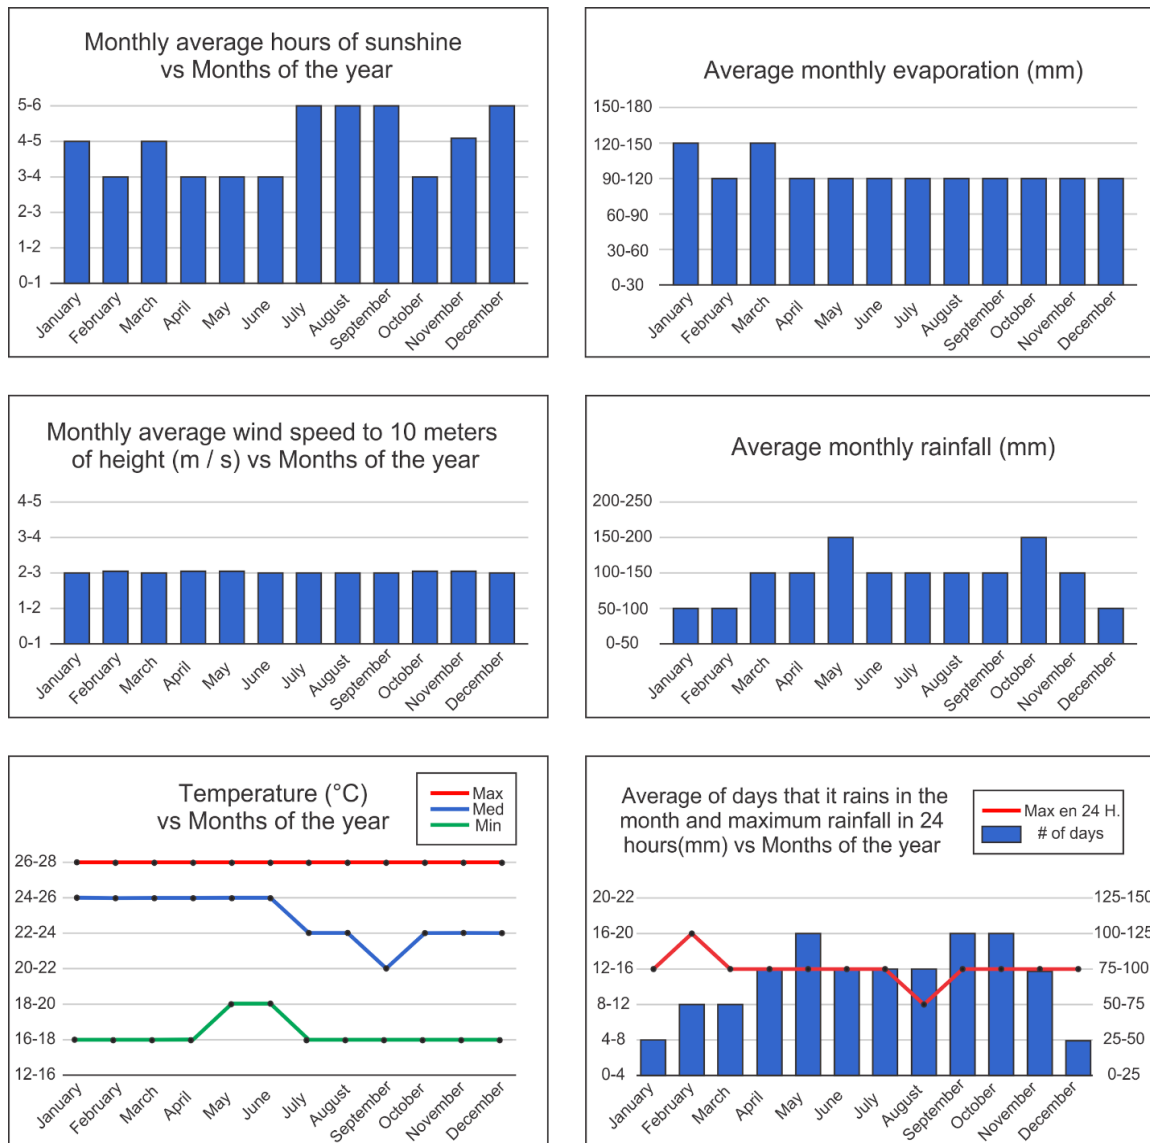 Monthly average hours of sunshine
vs Months of the year
5-6
4-5
3-4
2-3
1-2
0-1
January
February
March
April
May
June
July
August
September
October
November
December
Average monthly evaporation (mm)
150-180
120-150
90-120
60-90
30-60
0-30
January
February
March
April
May
June
July
August
September
October
November
December
Monthly average wind speed to 10 meters
of height (m / s) vs Months of the year
4-5
3-4
2-3
1-2
0-1
January
February
March
April
May
June
July
August
September
October
November
December
Average monthly rainfall (mm)
200-250
150-200
100-150
50-100
0-50
January
February
March
April
May
June
July
August
September
October
November
December
Temperature (°C)
vs Months of the year
Max
Med
Min
26-28
24-26
22-24
20-22
18-20
16-18
12-16
January
February
March
April
May
June
July
August
September
October
November
December
Average of days that it rains in the
month and maximum rainfall in 24
hours(mm) vs Months of the year
Max en 24 H.
# of days
20-22
16-20
12-16
8-12
4-8
0-4
125-150
100-125
75-100
50-75
25-50
0-25
January
February
March
April
May
June
July
August
September
October
November
December